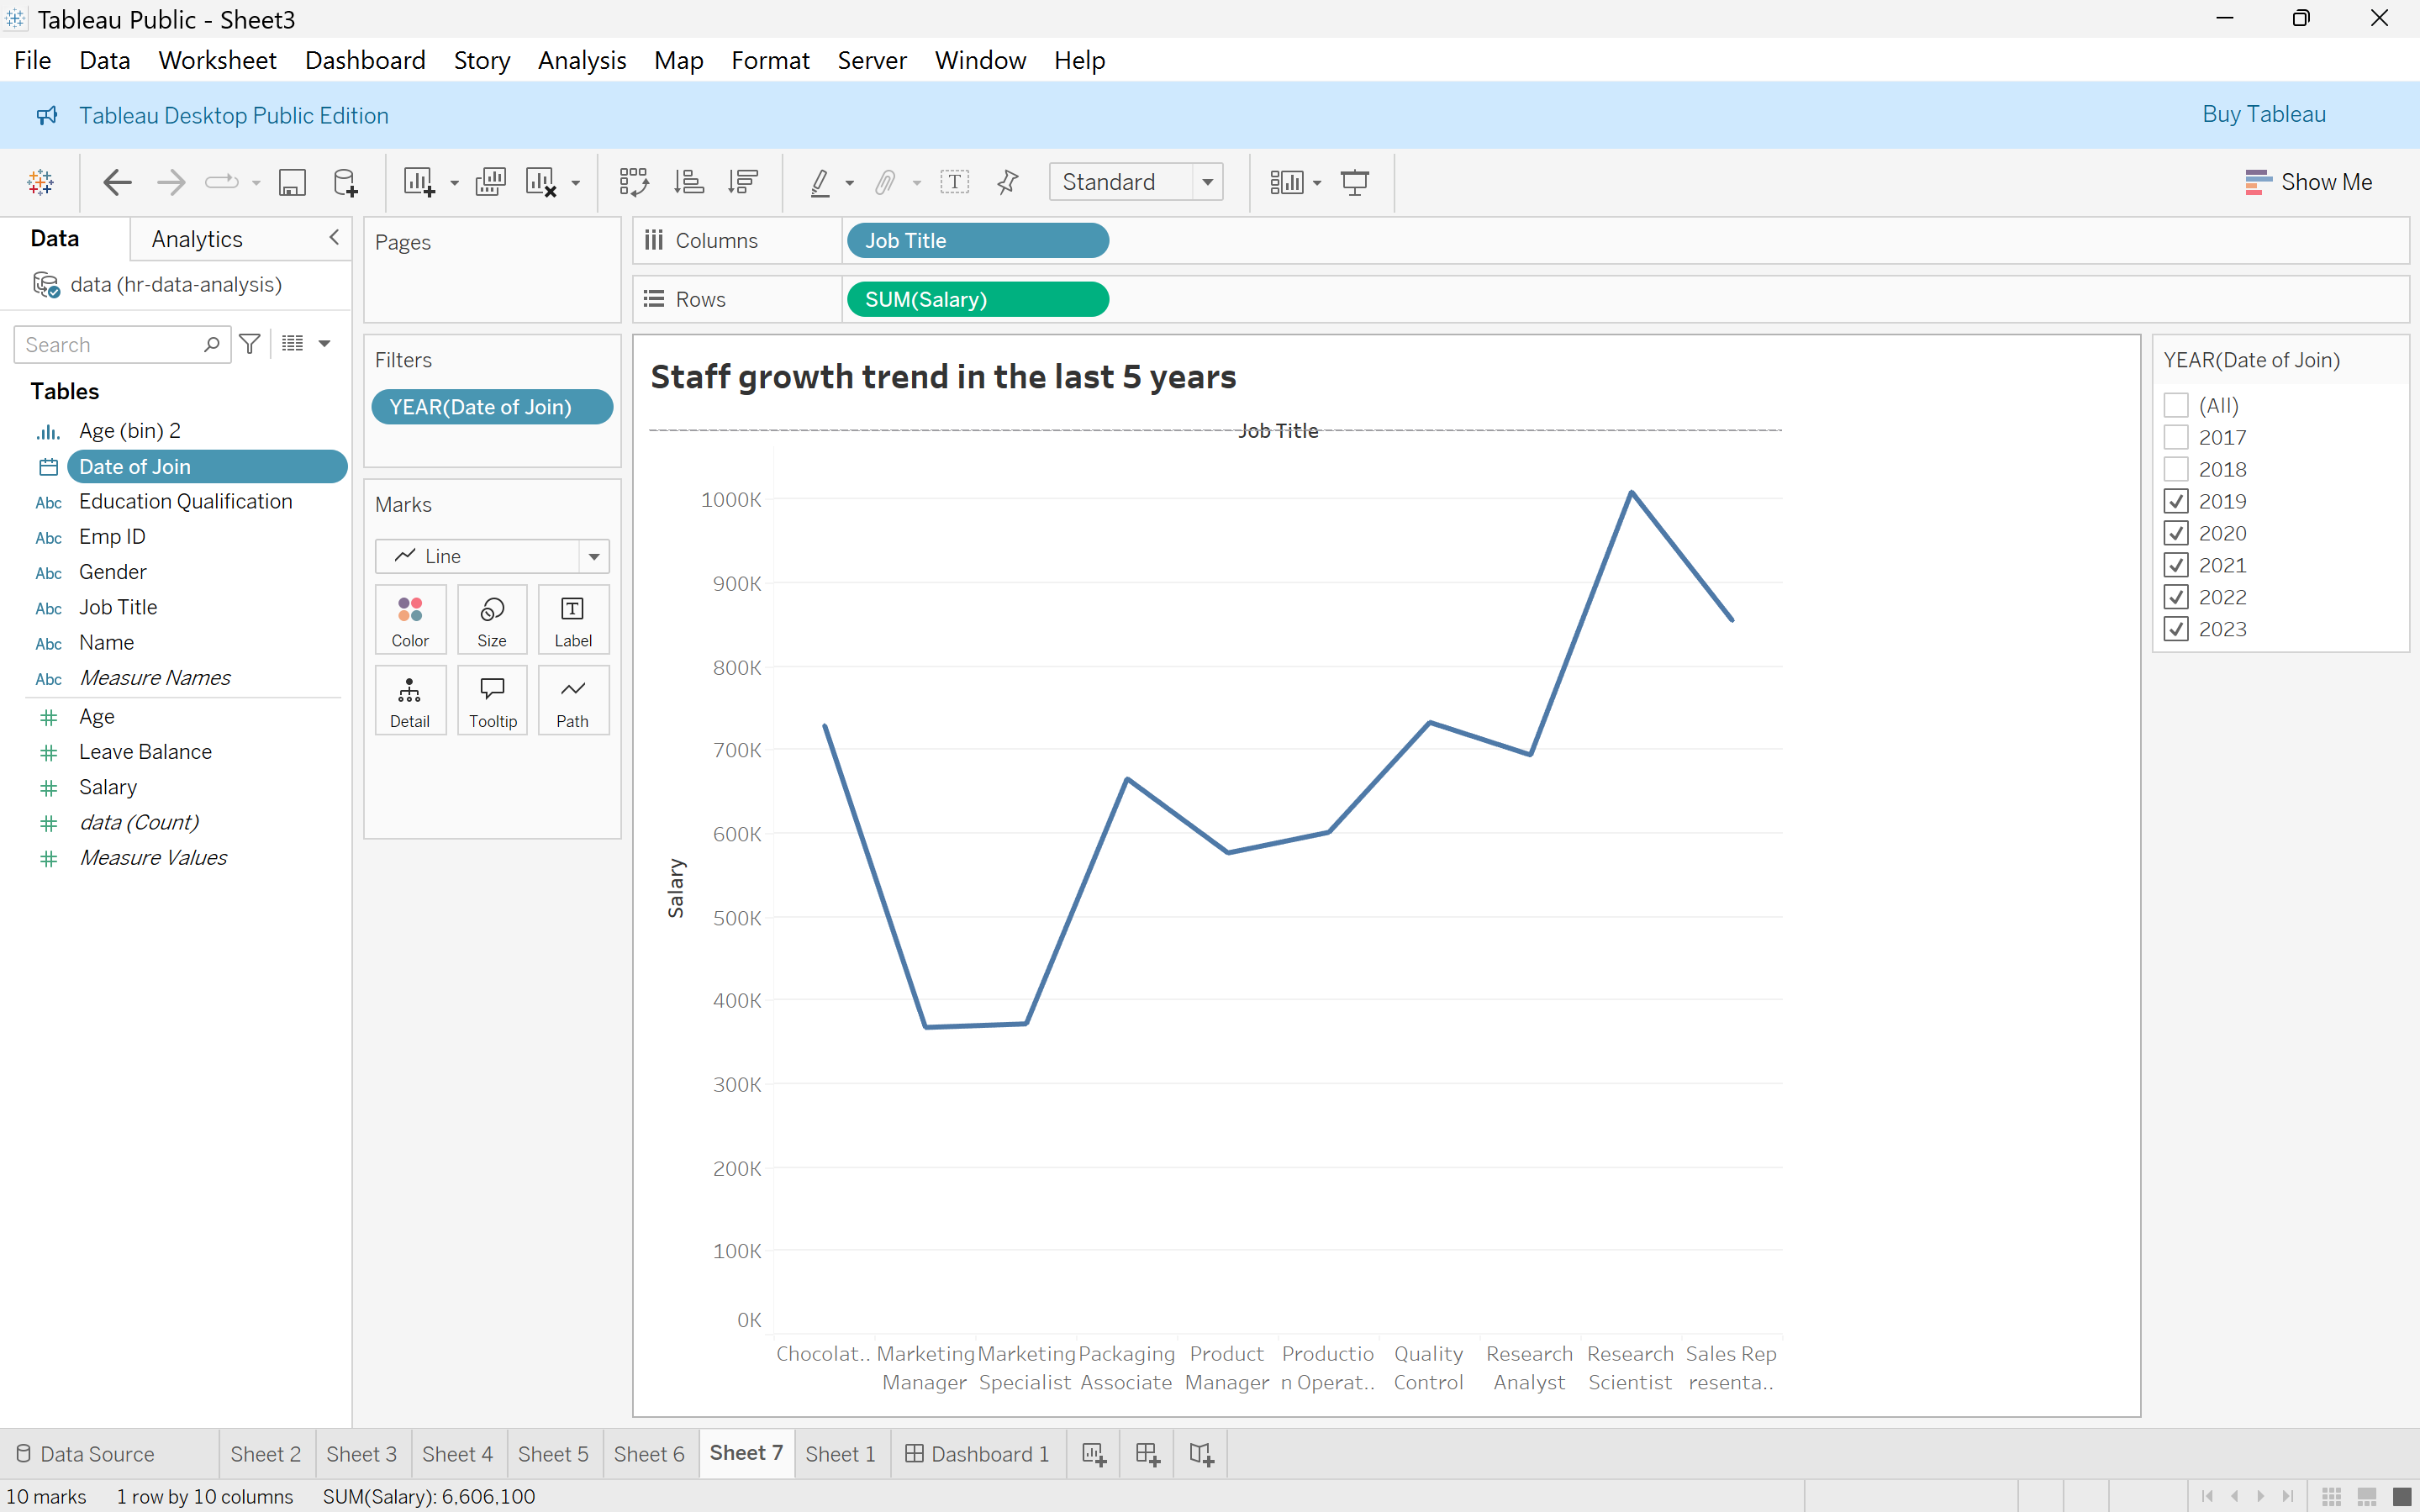 Tableau Public - Sheet3
File Data Worksheet Dashboard Story Analysis Map Format Server Window Help
Tableau Desktop Public Edition
Buy Tableau
Standard
Show Me
Data
Analytics
data (hr-data-analysis)
Search
Tables
Age (bin) 2
Date of Join
Abc Education Qualification
Abc Emp ID
Abc Gender
Abc Job Title
Abc Name
Abc Measure Names
Age
Leave Balance
Salary
data (Count)
Measure Values
Pages
Filters
YEAR(Date of Join)
Marks
Line
Color
Size
Label
Detail
Tooltip
Path
Columns
Job Title
Rows
SUM(Salary)
Staff growth trend in the last 5 years
Job Title
1000K
900K
800K
700K
600K
500K
400K
300K
200K
100K
0K
Salary
Chocolat..
Marketing
Manager
Marketing
Specialist
Packaging
Associate
Product
Manager
Productio
n Operat..
Quality
Control
Research
Analyst
Research
Scientist
Sales Rep
resenta..
YEAR(Date of Join)
(All)
2017
2018
2019
2020
2021
2022
2023
Data Source
Sheet 2
Sheet 3
Sheet 4
Sheet 5
Sheet 6
Sheet 7
Sheet 1
Dashboard 1
10 marks
1 row by 10 columns
SUM(Salary): 6,606,100